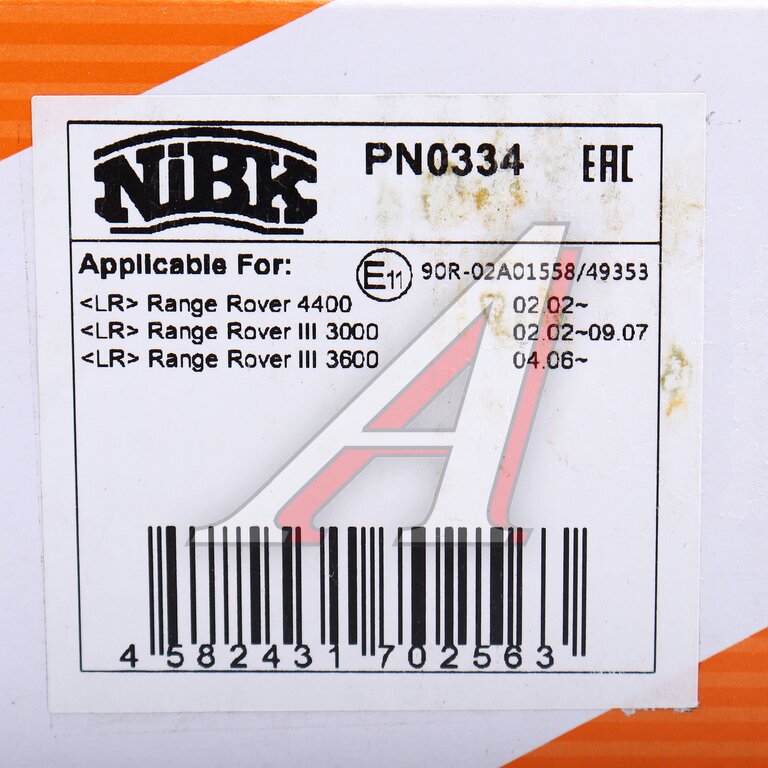 NiBK PN0334 EAC
Applicable For: E11 90R-02A01558/49353
<LR> Range Rover 4400 02.02~
<LR> Range Rover III 3000 02.02~09.07
<LR> Range Rover III 3600 04.06~
4 582431 702563